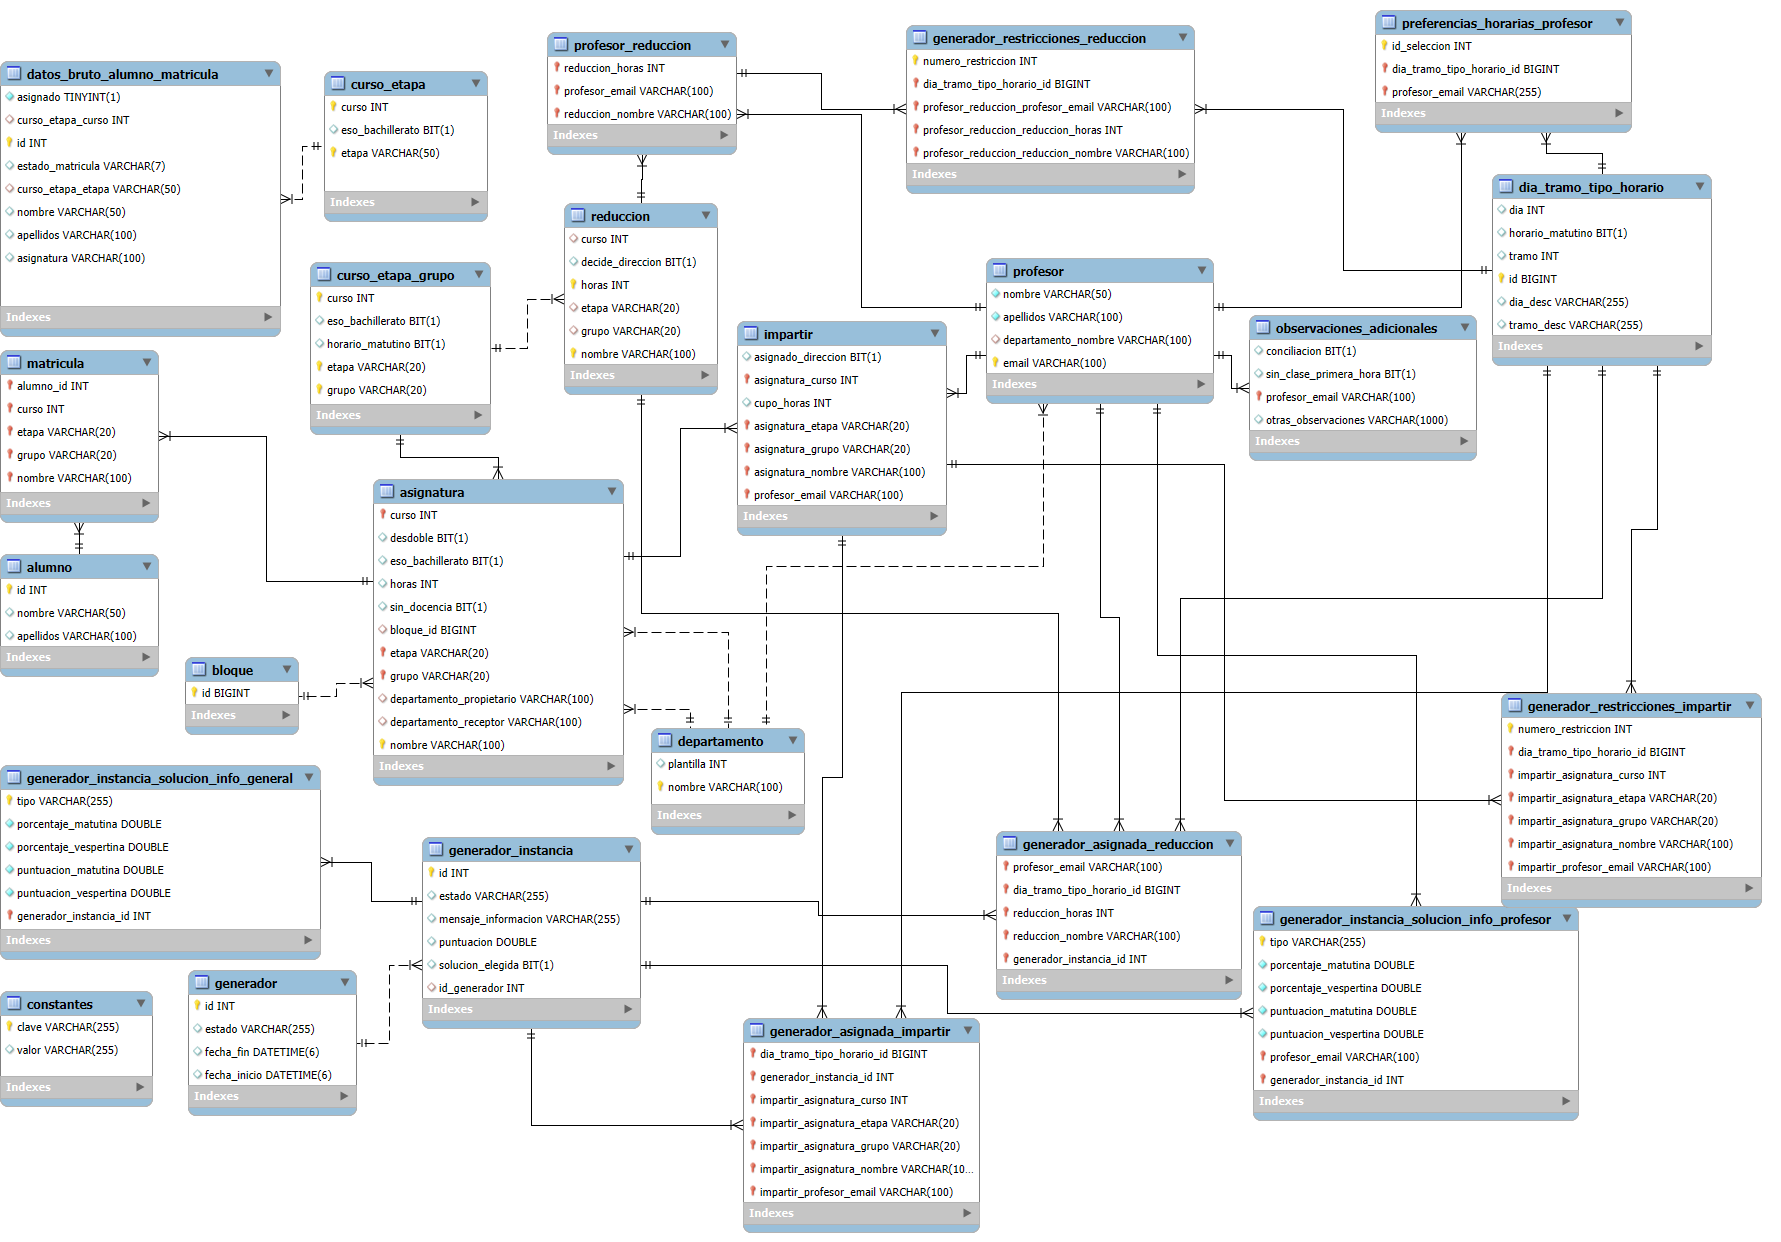 datos_bruto_alumno_matricula
asignado TINYINT(1)
curso_etapa_curso INT
id INT
estado_matricula VARCHAR(7)
curso_etapa_etapa VARCHAR(50)
nombre VARCHAR(50)
apellidos VARCHAR(100)
asignatura VARCHAR(100)
Indexes
curso_etapa
curso INT
eso_bachillerato BIT(1)
etapa VARCHAR(50)
Indexes
profesor_reduccion
reduccion_horas INT
profesor_email VARCHAR(100)
reduccion_nombre VARCHAR(100)
Indexes
generador_restricciones_reduccion
numero_restriccion INT
dia_tramo_tipo_horario_id BIGINT
profesor_reduccion_profesor_email VARCHAR(100)
profesor_reduccion_reduccion_horas INT
profesor_reduccion_reduccion_nombre VARCHAR(100)
Indexes
preferencias_horarias_profesor
id_seleccion INT
dia_tramo_tipo_horario_id BIGINT
profesor_email VARCHAR(255)
Indexes
dia_tramo_tipo_horario
dia INT
horario_matutino BIT(1)
tramo INT
id BIGINT
dia_desc VARCHAR(255)
tramo_desc VARCHAR(255)
Indexes
reduccion
curso INT
decide_direccion BIT(1)
horas INT
etapa VARCHAR(20)
grupo VARCHAR(20)
nombre VARCHAR(100)
Indexes
curso_etapa_grupo
curso INT
eso_bachillerato BIT(1)
horario_matutino BIT(1)
etapa VARCHAR(20)
grupo VARCHAR(20)
Indexes
profesor
nombre VARCHAR(50)
apellidos VARCHAR(100)
departamento_nombre VARCHAR(100)
email VARCHAR(100)
Indexes
observaciones_adicionales
conciliacion BIT(1)
sin_clase_primera_hora BIT(1)
profesor_email VARCHAR(100)
otras_observaciones VARCHAR(1000)
Indexes
impartir
asignado_direccion BIT(1)
asignatura_curso INT
cupo_horas INT
asignatura_etapa VARCHAR(20)
asignatura_grupo VARCHAR(20)
asignatura_nombre VARCHAR(100)
profesor_email VARCHAR(100)
Indexes
matricula
alumno_id INT
curso INT
etapa VARCHAR(20)
grupo VARCHAR(20)
nombre VARCHAR(100)
Indexes
asignatura
curso INT
desdoble BIT(1)
eso_bachillerato BIT(1)
horas INT
sin_docencia BIT(1)
bloque_id BIGINT
etapa VARCHAR(20)
grupo VARCHAR(20)
departamento_propietario VARCHAR(100)
departamento_receptor VARCHAR(100)
nombre VARCHAR(100)
Indexes
alumno
id INT
nombre VARCHAR(50)
apellidos VARCHAR(100)
Indexes
bloque
id BIGINT
Indexes
departamento
plantilla INT
nombre VARCHAR(100)
Indexes
generador_restricciones_impartir
numero_restriccion INT
dia_tramo_tipo_horario_id BIGINT
impartir_asignatura_curso INT
impartir_asignatura_etapa VARCHAR(20)
impartir_asignatura_grupo VARCHAR(20)
impartir_asignatura_nombre VARCHAR(100)
impartir_profesor_email VARCHAR(100)
Indexes
generador_instancia_solucion_info_general
tipo VARCHAR(255)
porcentaje_matutina DOUBLE
porcentaje_vespertina DOUBLE
puntuacion_matutina DOUBLE
puntuacion_vespertina DOUBLE
generador_instancia_id INT
Indexes
generador_instancia
id INT
estado VARCHAR(255)
mensaje_informacion VARCHAR(255)
puntuacion DOUBLE
solucion_elegida BIT(1)
id_generador INT
Indexes
generador_asignada_reduccion
profesor_email VARCHAR(100)
dia_tramo_tipo_horario_id BIGINT
reduccion_horas INT
reduccion_nombre VARCHAR(100)
generador_instancia_id INT
Indexes
generador_instancia_solucion_info_profesor
tipo VARCHAR(255)
porcentaje_matutina DOUBLE
porcentaje_vespertina DOUBLE
puntuacion_matutina DOUBLE
puntuacion_vespertina DOUBLE
profesor_email VARCHAR(100)
generador_instancia_id INT
Indexes
constantes
clave VARCHAR(255)
valor VARCHAR(255)
Indexes
generador
id INT
estado VARCHAR(255)
fecha_fin DATETIME(6)
fecha_inicio DATETIME(6)
Indexes
generador_asignada_impartir
dia_tramo_tipo_horario_id BIGINT
generador_instancia_id INT
impartir_asignatura_curso INT
impartir_asignatura_etapa VARCHAR(20)
impartir_asignatura_grupo VARCHAR(20)
impartir_asignatura_nombre VARCHAR(10...
impartir_profesor_email VARCHAR(100)
Indexes